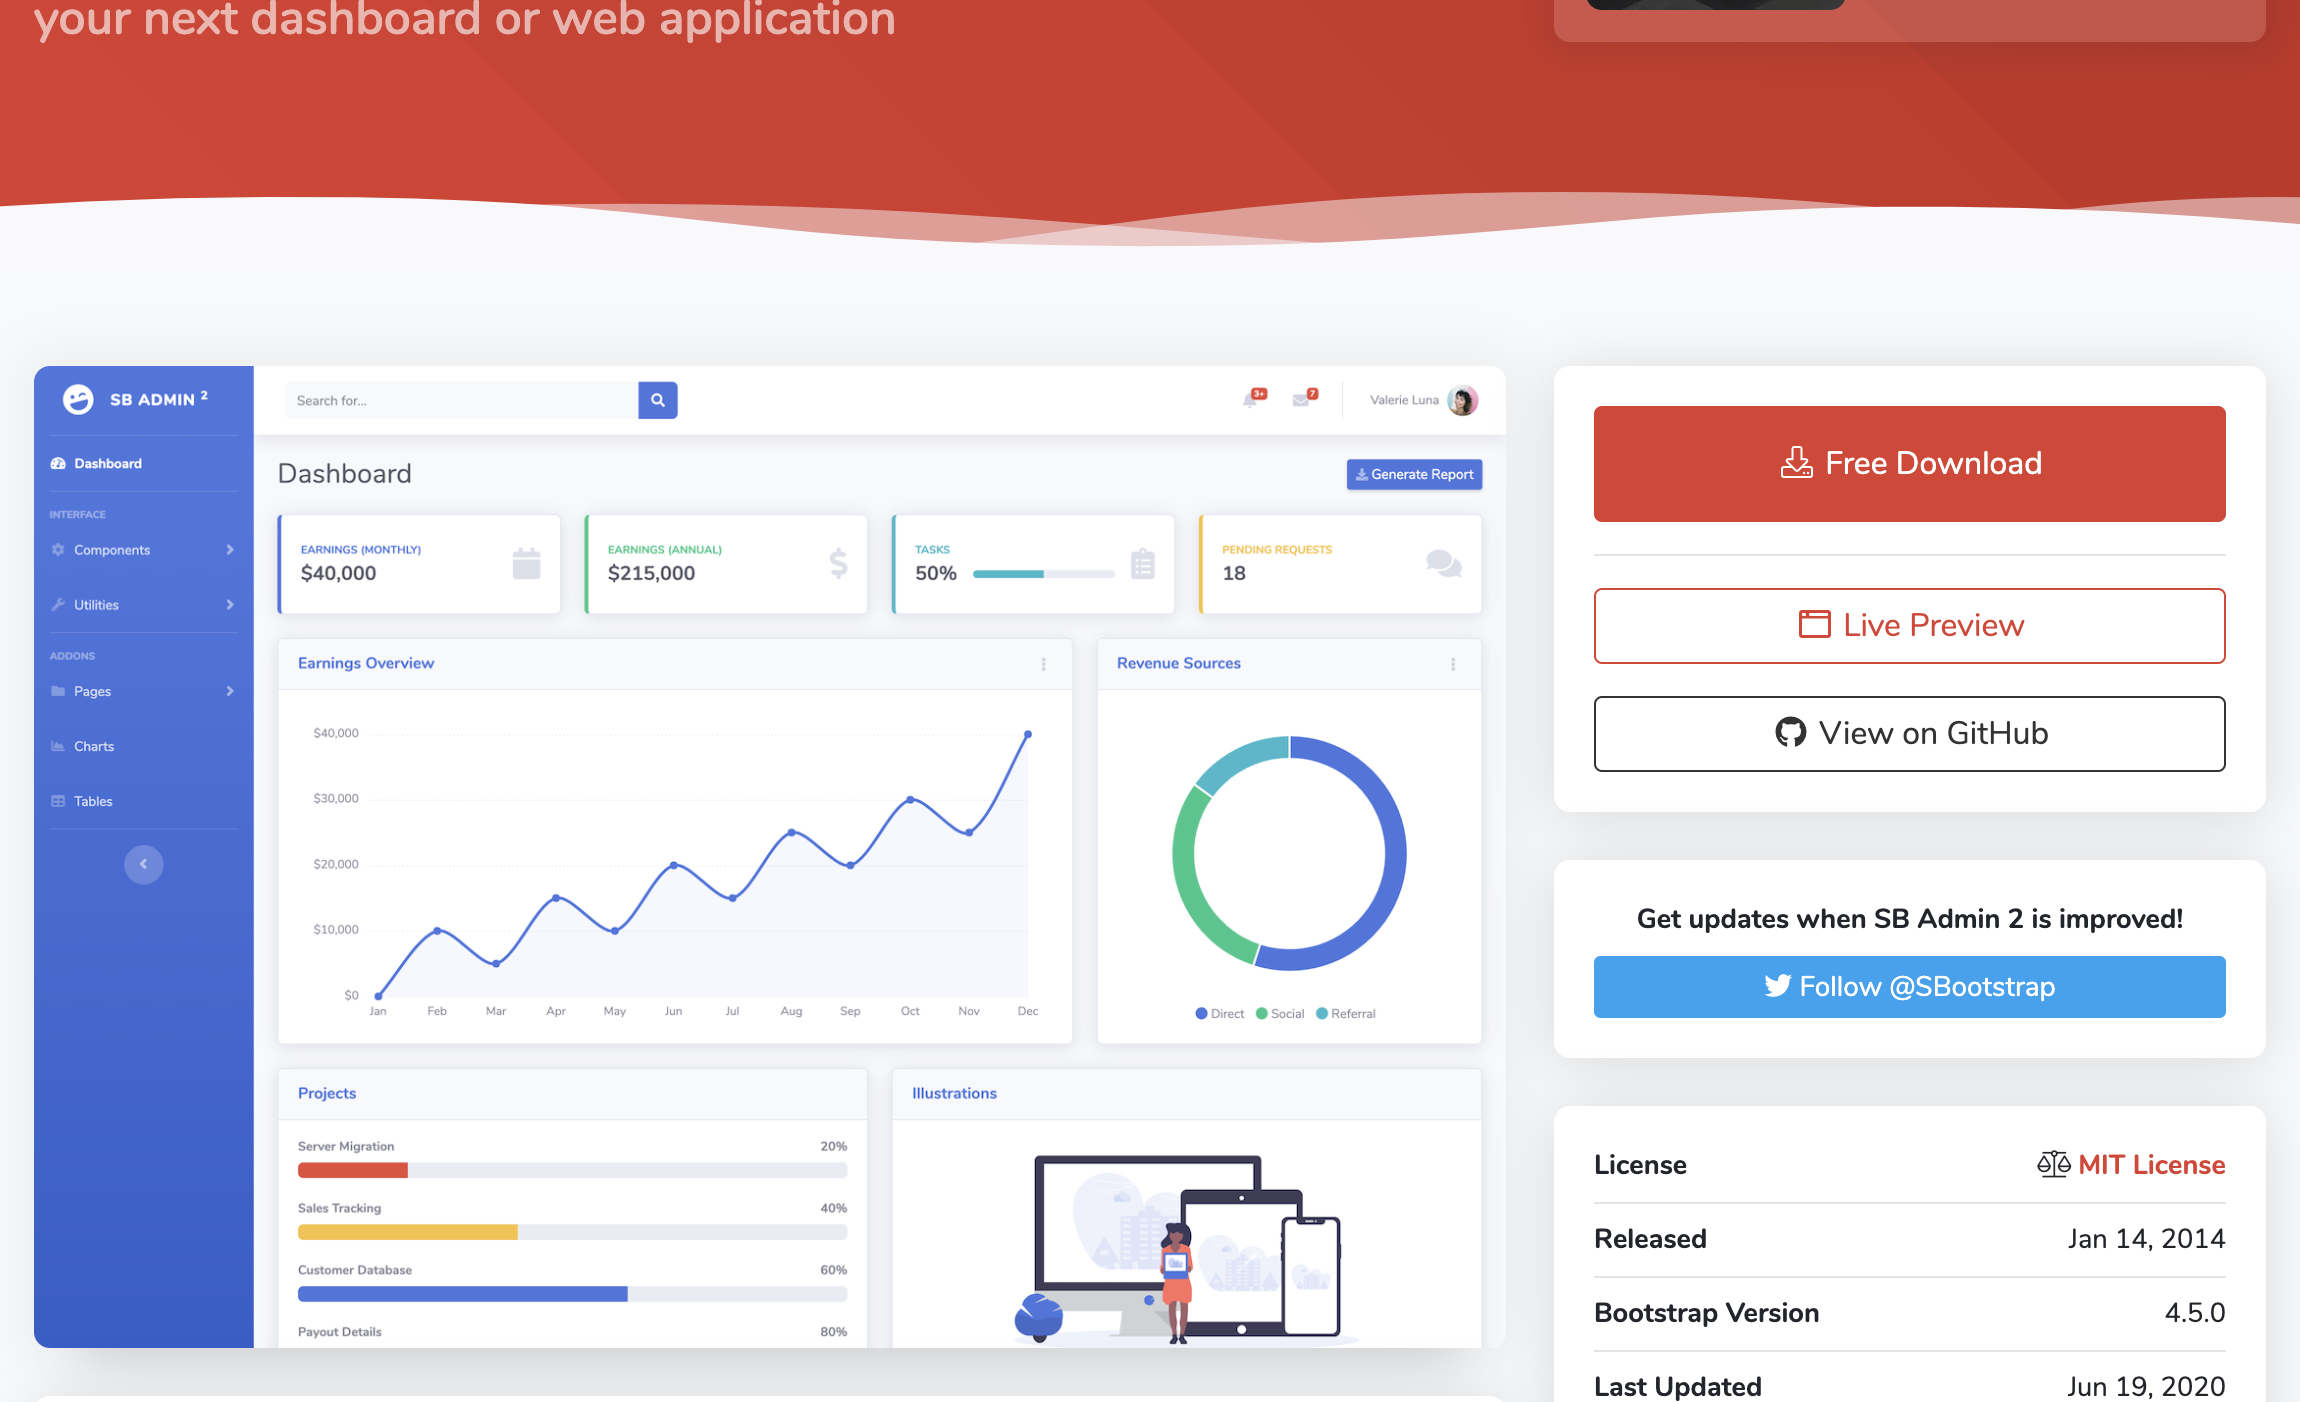 your next dashboard or web application
SB ADMIN 2
Search for...
3+
7
Valerie Luna
Dashboard
INTERFACE
Components
Utilities
ADDONS
Pages
Charts
Tables
Dashboard
Generate Report
EARNINGS (MONTHLY)
$40,000
EARNINGS (ANNUAL)
$215,000
TASKS
50%
PENDING REQUESTS
18
Earnings Overview
$40,000
$30,000
$20,000
$10,000
$0
Jan Feb Mar Apr May Jun Jul Aug Sep Oct Nov Dec
Revenue Sources
Direct Social Referral
Projects
Server Migration 20%
Sales Tracking 40%
Customer Database 60%
Payout Details 80%
Illustrations
Free Download
Live Preview
View on GitHub
Get updates when SB Admin 2 is improved!
Follow @SBootstrap
License MIT License
Released Jan 14, 2014
Bootstrap Version 4.5.0
Last Updated Jun 19, 2020